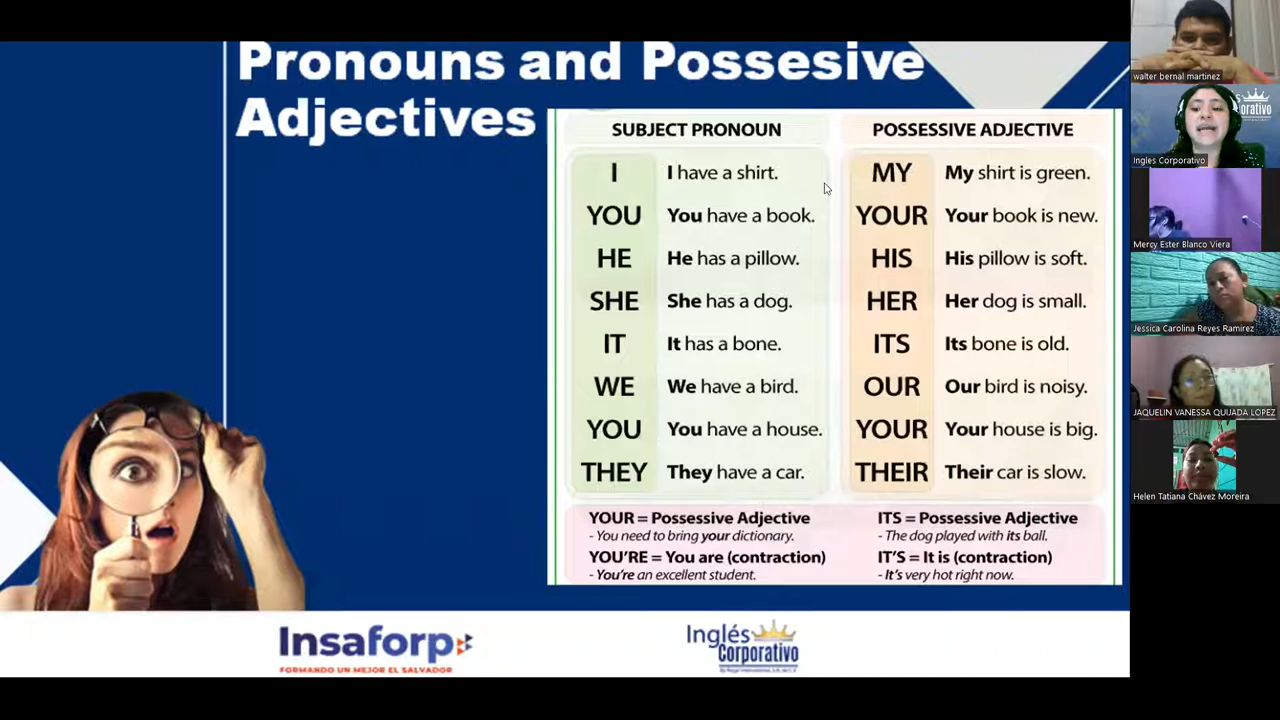 Pronouns and Possesive
Adjectives
SUBJECT PRONOUN
POSSESSIVE ADJECTIVE
I
I have a shirt.
MY
My shirt is green.
YOU
You have a book.
YOUR
Your book is new.
HE
He has a pillow.
HIS
His pillow is soft.
SHE
She has a dog.
HER
Her dog is small.
IT
It has a bone.
ITS
Its bone is old.
WE
We have a bird.
OUR
Our bird is noisy.
YOU
You have a house.
YOUR
Your house is big.
THEY
They have a car.
THEIR
Their car is slow.
YOUR = Possessive Adjective
- You need to bring your dictionary.
YOU'RE = You are (contraction)
- You're an excellent student.
ITS = Possessive Adjective
- The dog played with its ball.
IT'S = It is (contraction)
- It's very hot right now.
Insaforp
FORMANDO UN MEJOR EL SALVADOR
Inglés
Corporativo
walter bernal martinez
Ingles Corporativo
Mercy Ester Blanco Viera
Jessica Carolina Reyes Ramirez
JAQUELIN VANESSA QUIJADA LOPEZ
Helen Tatiana Chávez Moreira